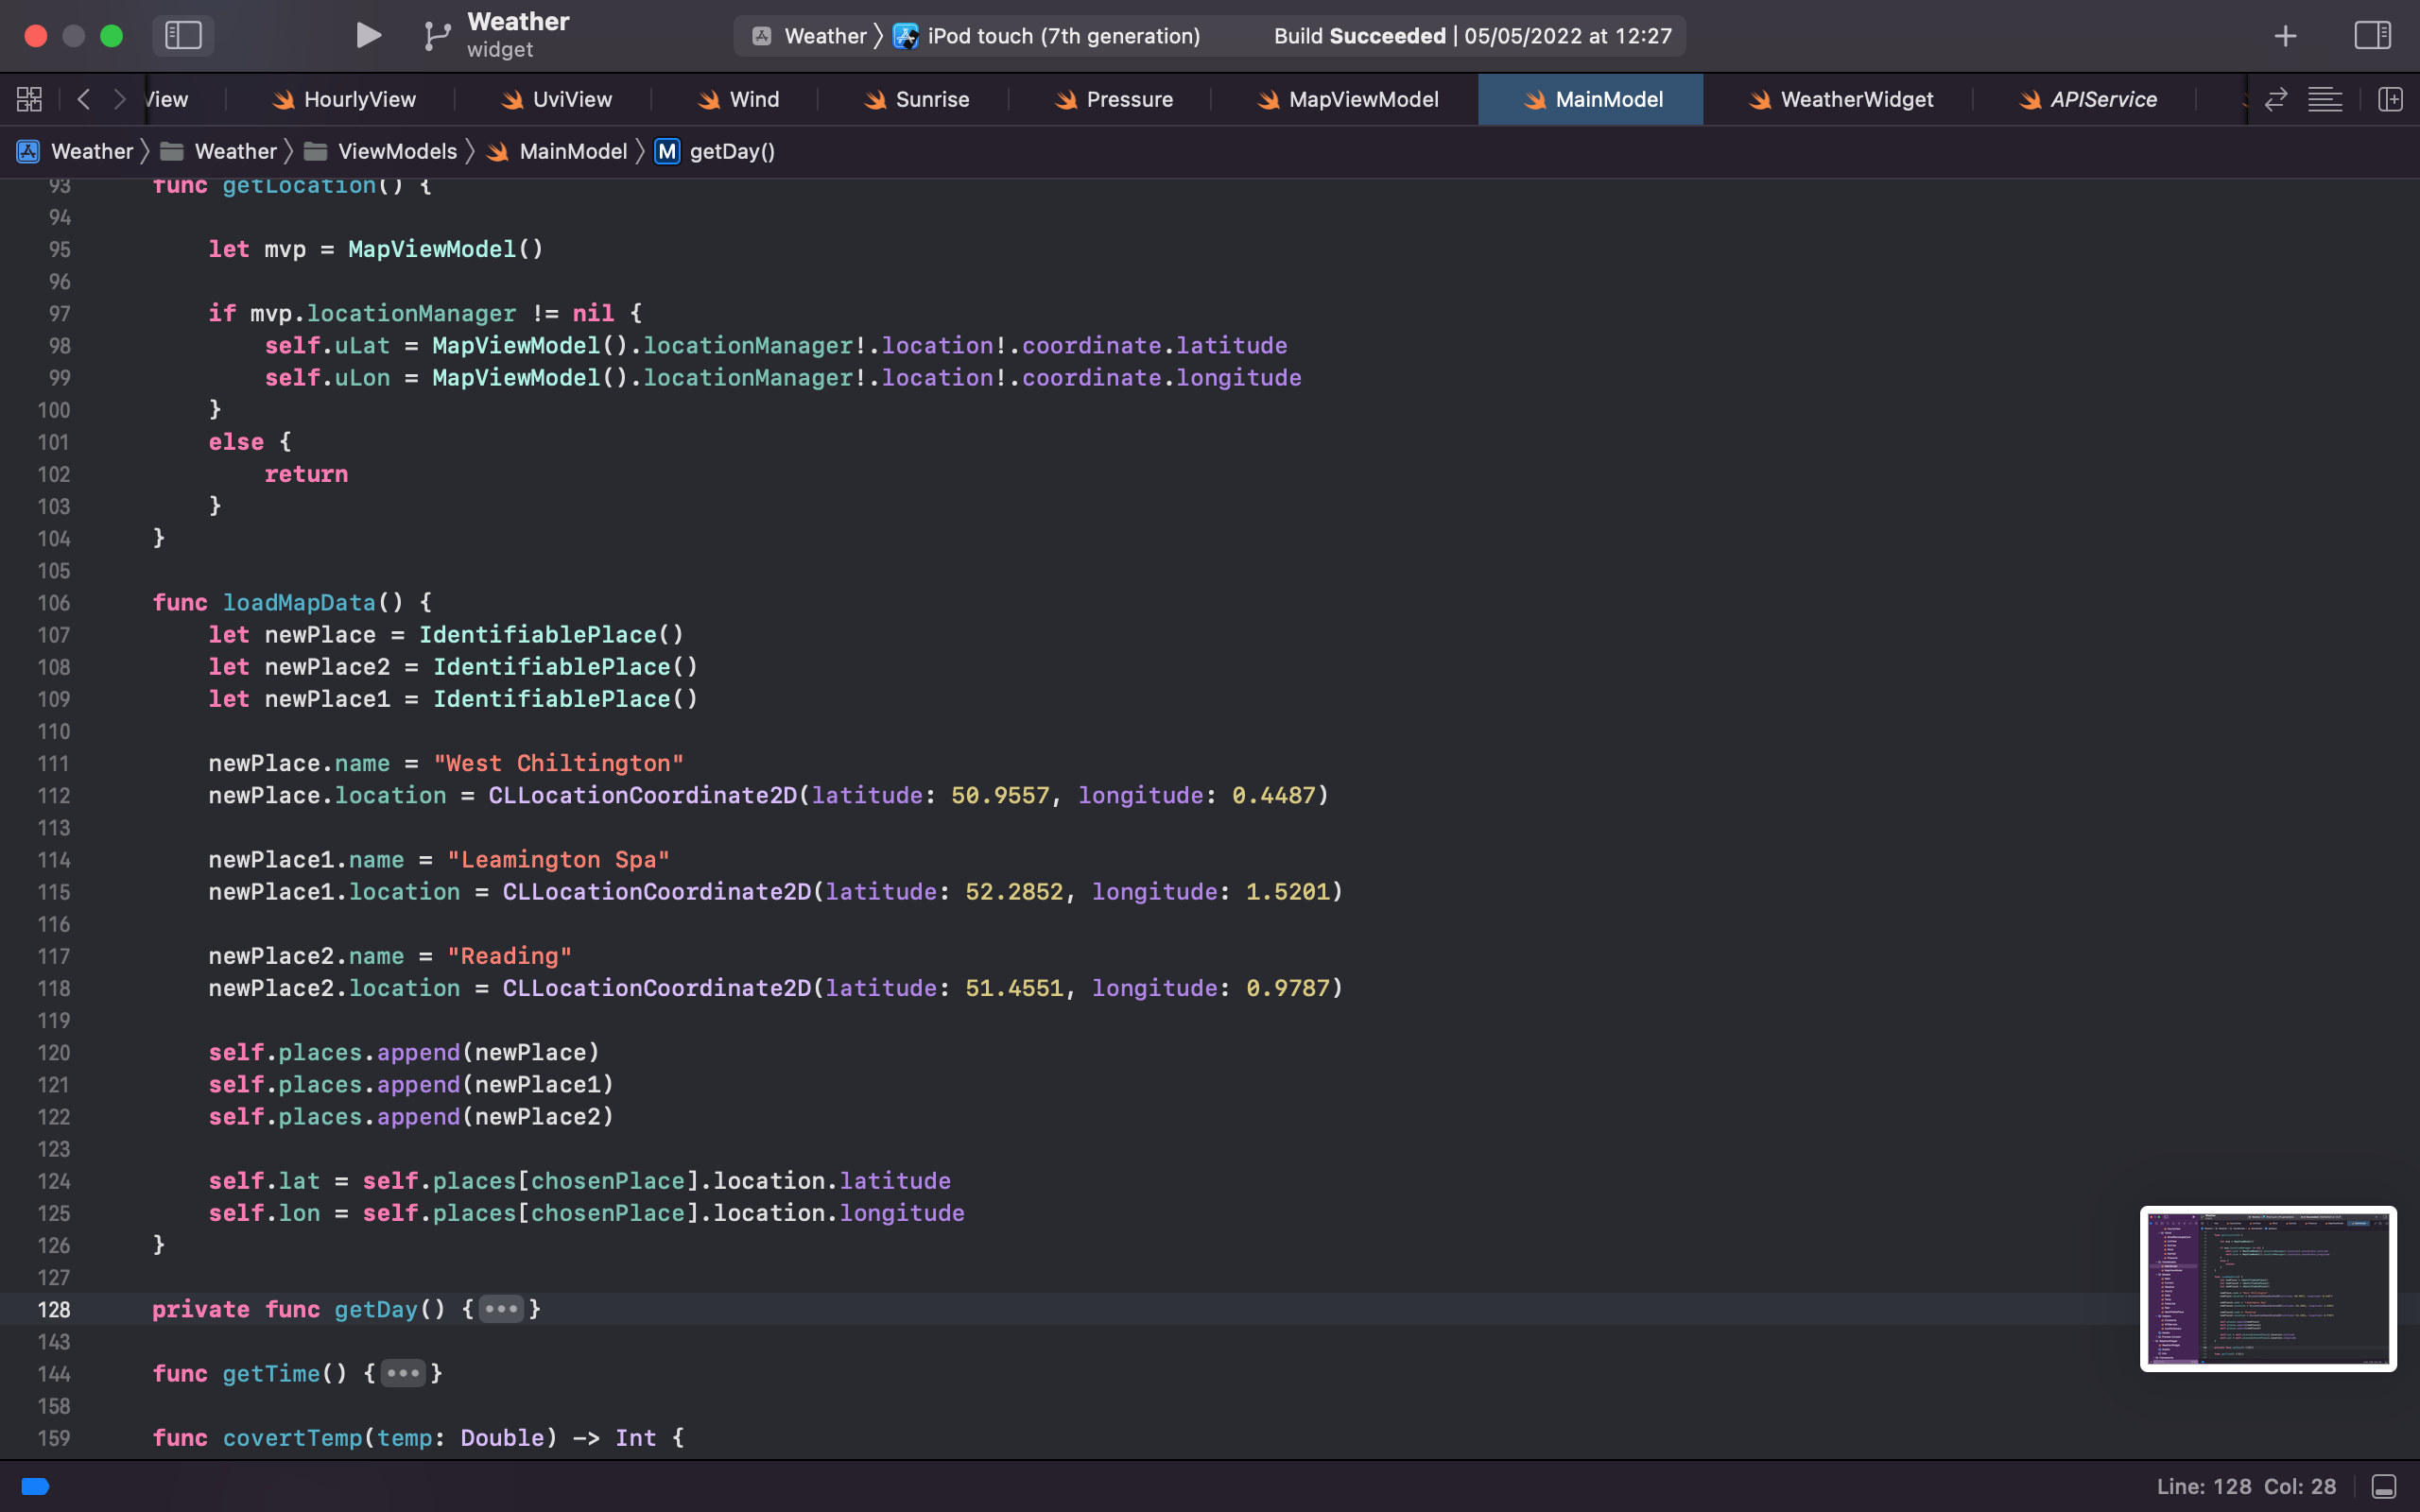 Weather
widget
Weather 〉 iPod touch (7th generation) Build Succeeded | 05/05/2022 at 12:27
View HourlyView UviView Wind Sunrise Pressure MapViewModel MainModel WeatherWidget APIService
Weather 〉 Weather 〉 ViewModels 〉 MainModel 〉 M getDay()
93 func getLocation() {
94
95 let mvp = MapViewModel()
96
97 if mvp.locationManager != nil {
98 self.uLat = MapViewModel().locationManager!.location!.coordinate.latitude
99 self.uLon = MapViewModel().locationManager!.location!.coordinate.longitude
100 }
101 else {
102 return
103 }
104 }
105
106 func loadMapData() {
107 let newPlace = IdentifiablePlace()
108 let newPlace2 = IdentifiablePlace()
109 let newPlace1 = IdentifiablePlace()
110
111 newPlace.name = "West Chiltington"
112 newPlace.location = CLLocationCoordinate2D(latitude: 50.9557, longitude: 0.4487)
113
114 newPlace1.name = "Leamington Spa"
115 newPlace1.location = CLLocationCoordinate2D(latitude: 52.2852, longitude: 1.5201)
116
117 newPlace2.name = "Reading"
118 newPlace2.location = CLLocationCoordinate2D(latitude: 51.4551, longitude: 0.9787)
119
120 self.places.append(newPlace)
121 self.places.append(newPlace1)
122 self.places.append(newPlace2)
123
124 self.lat = self.places[chosenPlace].location.latitude
125 self.lon = self.places[chosenPlace].location.longitude
126 }
127
128 private func getDay() {•••}
143
144 func getTime() {•••}
158
159 func covertTemp(temp: Double) -> Int {
Line: 128 Col: 28